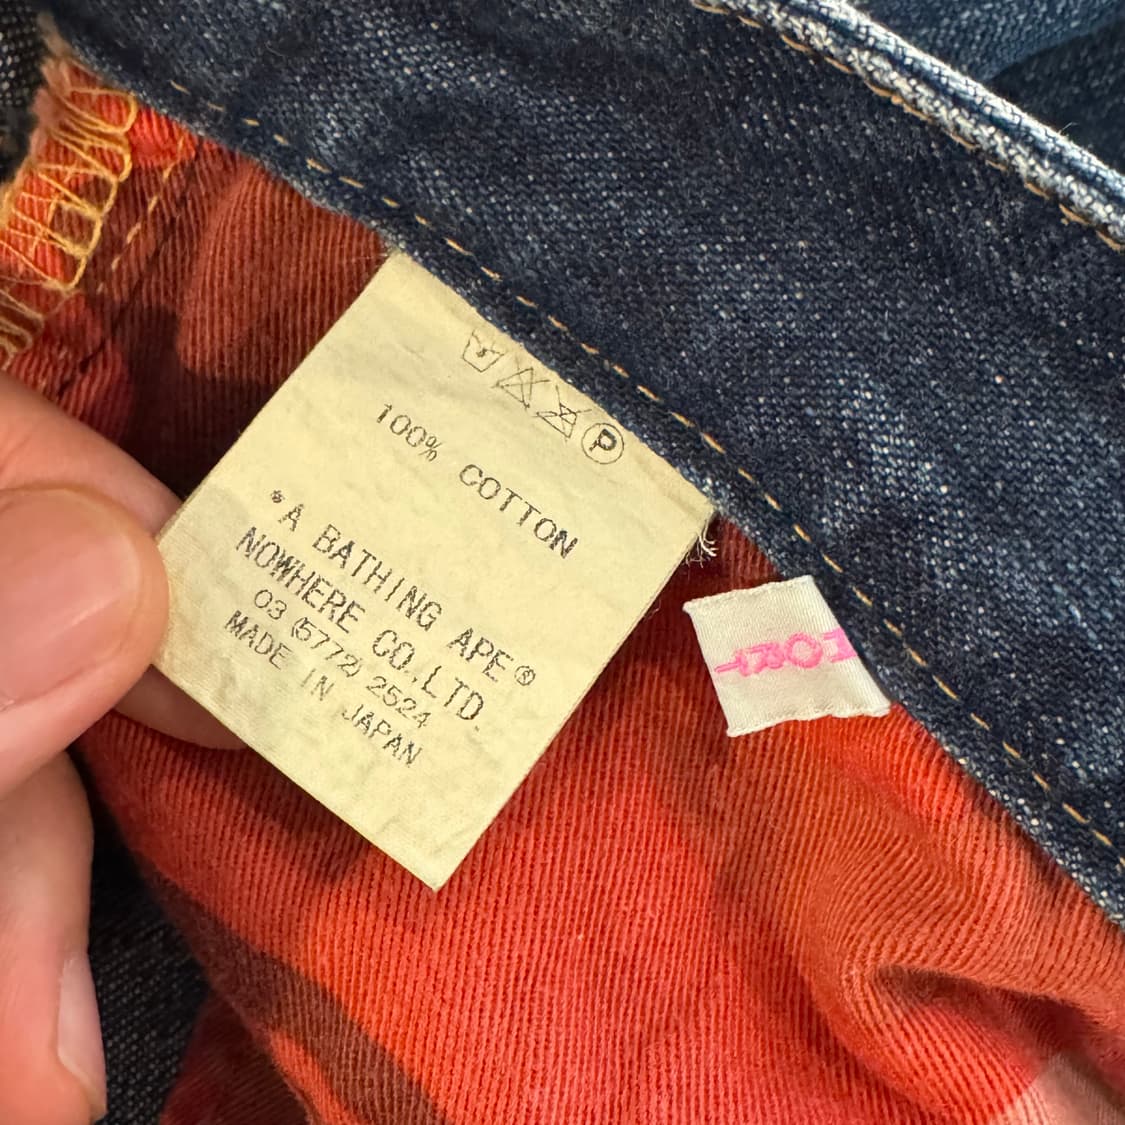 Ⓟ
100% COTTON
*A BATHING APE®
NOWHERE CO.,LTD.
03 (5772) 2524
MADE IN JAPAN